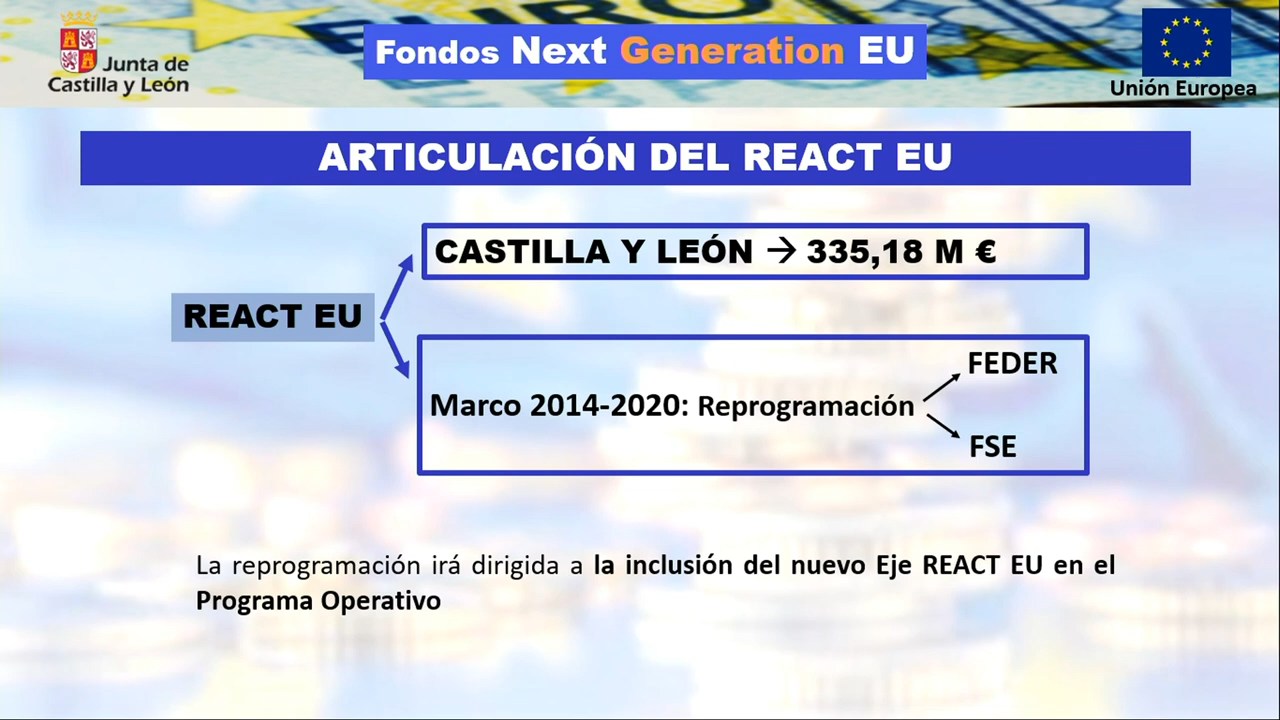 Junta de
Castilla y León
Fondos Next Generation EU
Unión Europea
ARTICULACIÓN DEL REACT EU
CASTILLA Y LEÓN → 335,18 M €
REACT EU
FEDER
Marco 2014-2020: Reprogramación
FSE
La reprogramación irá dirigida a la inclusión del nuevo Eje REACT EU en el
Programa Operativo